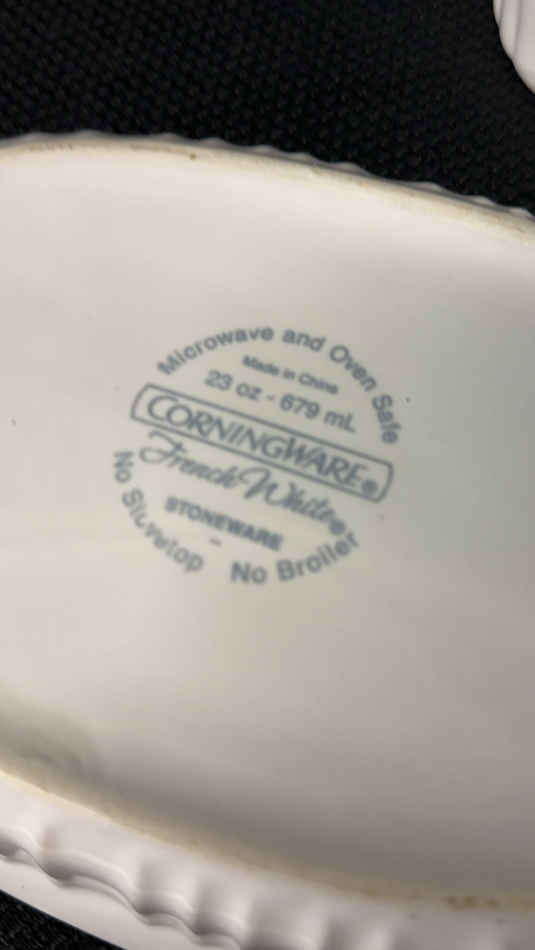 Microwave and Oven Safe
Made in China
23 oz - 679 mL
CORNINGWARE®
French White®
STONEWARE
No Stovetop No Broiler